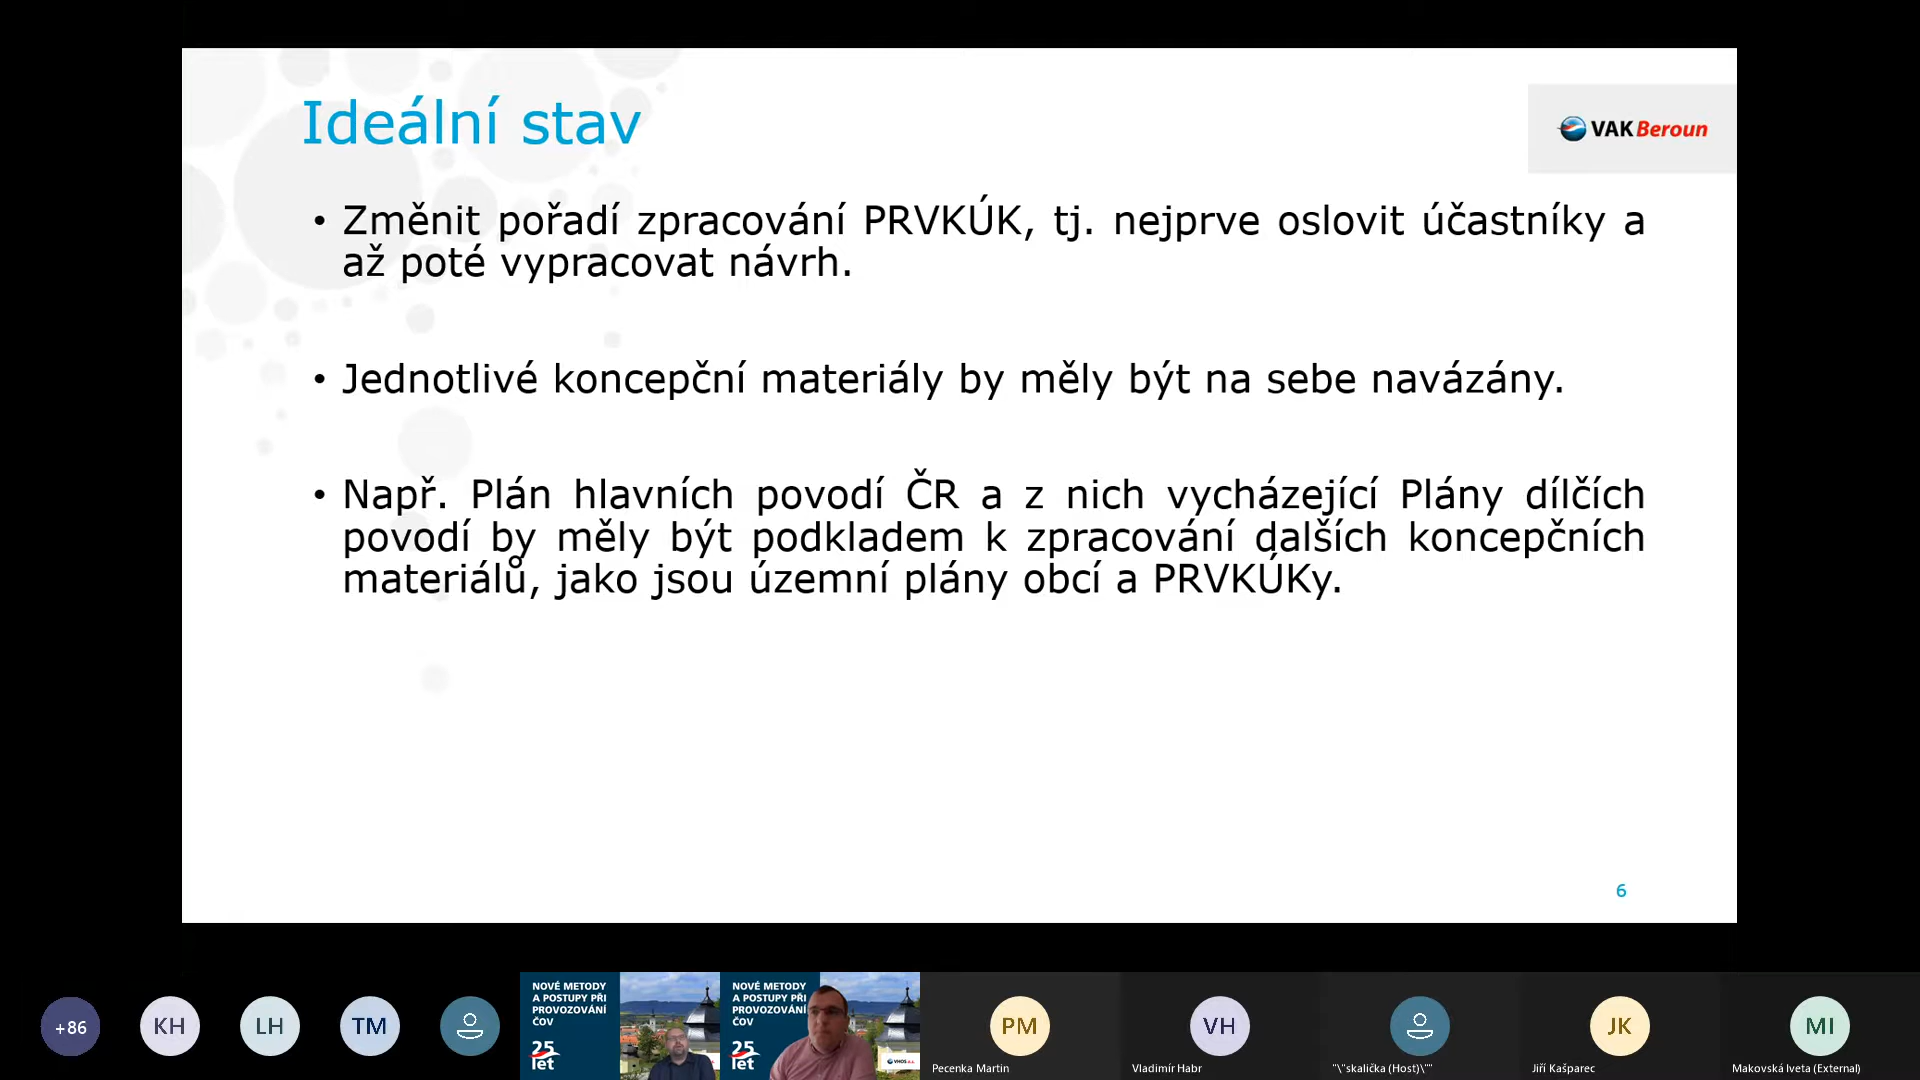 Ideální stav
VAK Beroun
• Změnit pořadí zpracování PRVKÚK, tj. nejprve oslovit účastníky a
až poté vypracovat návrh.
• Jednotlivé koncepční materiály by měly být na sebe navázány.
• Např. Plán hlavních povodí ČR a z nich vycházející Plány dílčích
povodí by měly být podkladem k zpracování dalších koncepčních
materiálů, jako jsou územní plány obcí a PRVKÚKy.
6
+86
KH
LH
TM
NOVÉ METODY
A POSTUPY PŘI
PROVOZOVÁNÍ
ČOV
25
let
NOVÉ METODY
A POSTUPY PŘI
PROVOZOVÁNÍ
ČOV
25
let
VHOS a.s.
PM
Pecenka Martin
VH
Vladimír Habr
"\"skalička (Host)\""
JK
Jiří Kašparec
MI
Makovská Iveta (External)